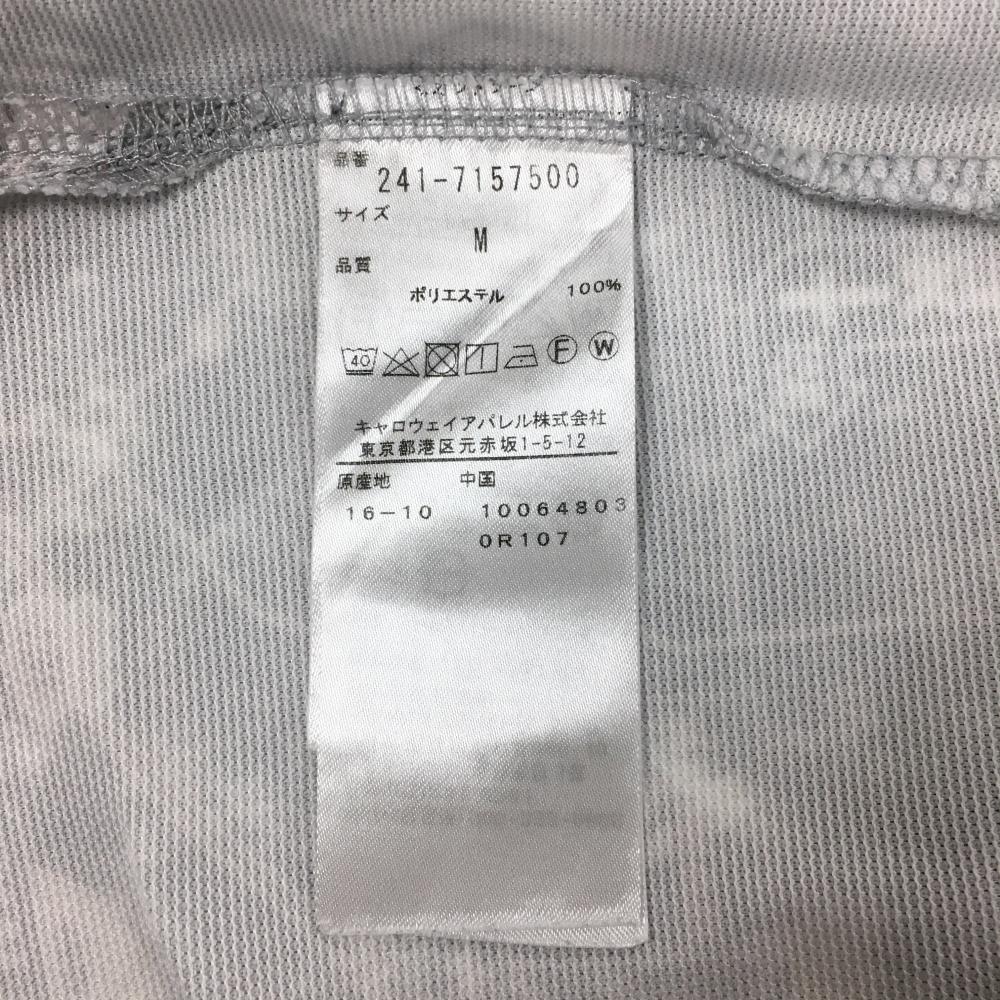 品番
241-7157500
サイズ
M
品質
ポリエステル 100%
40 F W
キャロウェイアパレル株式会社
東京都港区元赤坂1-5-12
原産地 中国
16-10 10064803
0R107